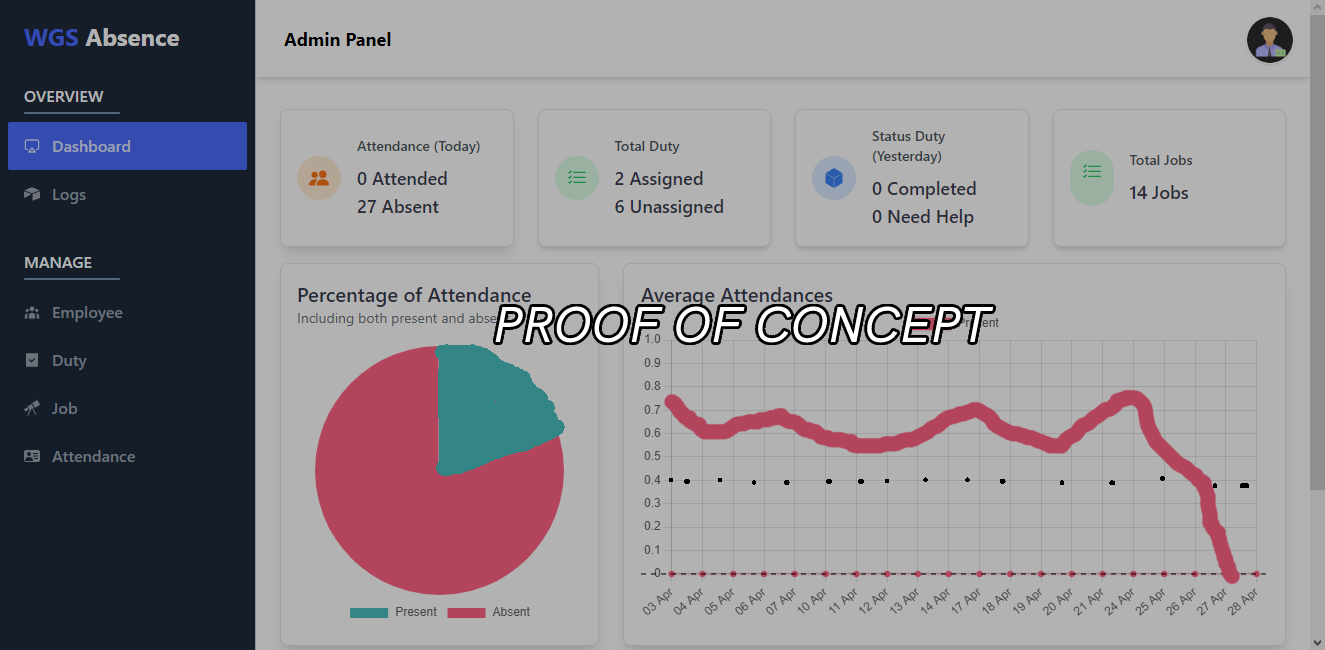 WGS Absence
OVERVIEW
Dashboard
Logs
MANAGE
Employee
Duty
Job
Attendance
Admin Panel
Attendance (Today)
0 Attended
27 Absent
Total Duty
2 Assigned
6 Unassigned
Status Duty
(Yesterday)
0 Completed
0 Need Help
Total Jobs
14 Jobs
Percentage of Attendance
Including both present and
Present Absent
PROOF OF CONCEPT
Average Attendances
1.0
0.9
0.8
0.7
0.6
0.5
0.4
0.3
0.2
0.1
0
03 Apr 04 Apr 05 Apr 06 Apr 07 Apr 10 Apr 11 Apr 12 Apr 13 Apr 14 Apr 17 Apr 18 Apr 19 Apr 20 Apr 21 Apr 24 Apr 25 Apr 26 Apr 27 Apr 28 Apr